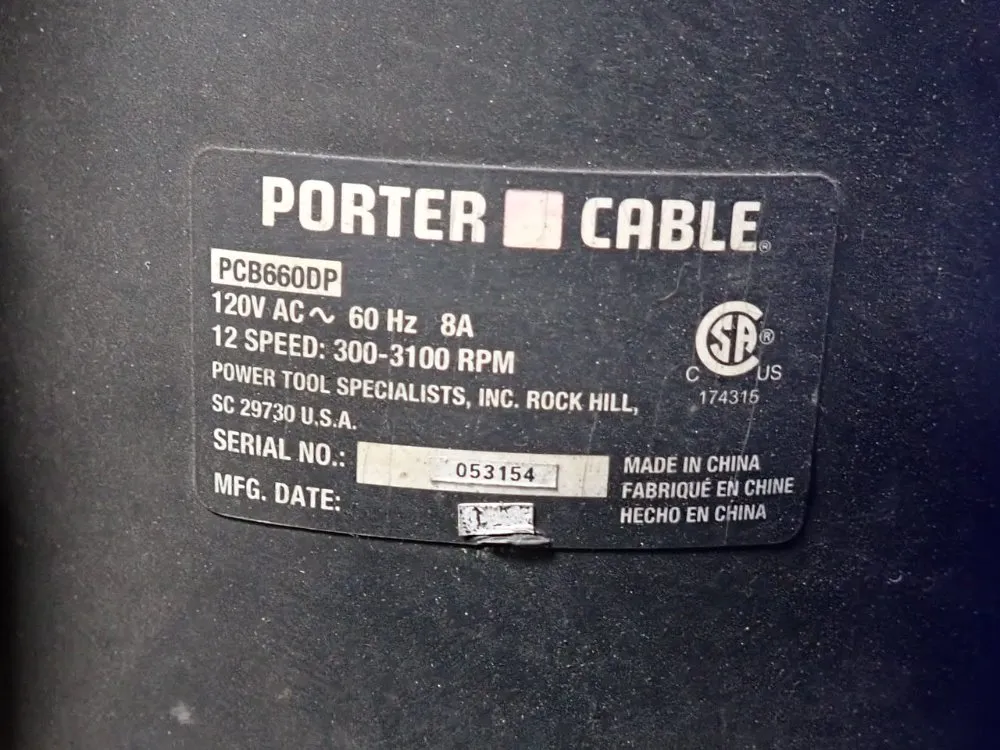 PORTER CABLE®
PCB660DP
120V AC ~ 60 Hz 8A
12 SPEED: 300-3100 RPM
POWER TOOL SPECIALISTS, INC. ROCK HILL,
SC 29730 U.S.A.
SERIAL NO.: 053154
MFG. DATE:
CSA®
C US
174315
MADE IN CHINA
FABRIQUÉ EN CHINE
HECHO EN CHINA